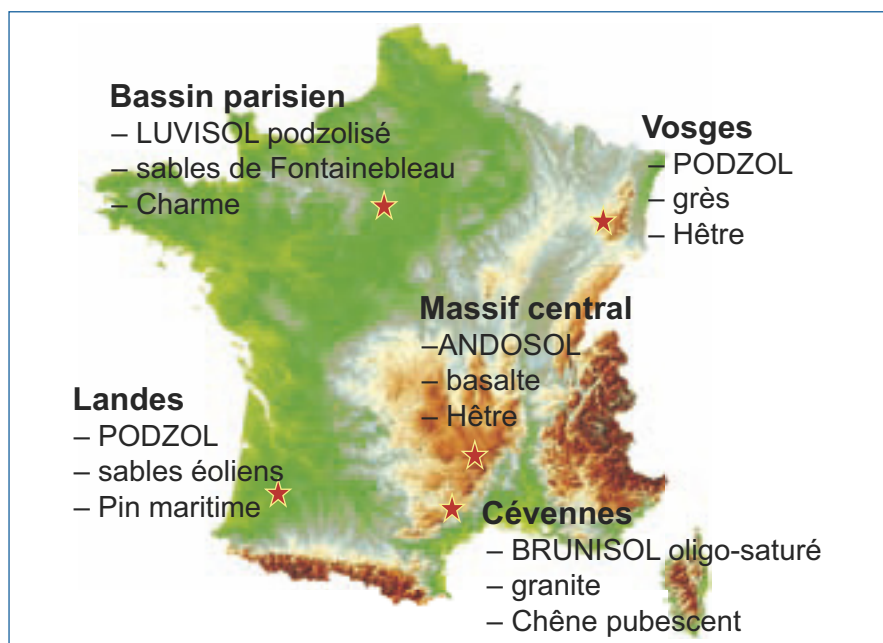 Bassin parisien
– LUVISOL podzolisé
– sables de Fontainebleau
– Charme
Vosges
– PODZOL
– grès
– Hêtre
Massif central
–ANDOSOL
– basalte
– Hêtre
Landes
– PODZOL
– sables éoliens
– Pin maritime
Cévennes
– BRUNISOL oligo-saturé
– granite
– Chêne pubescent